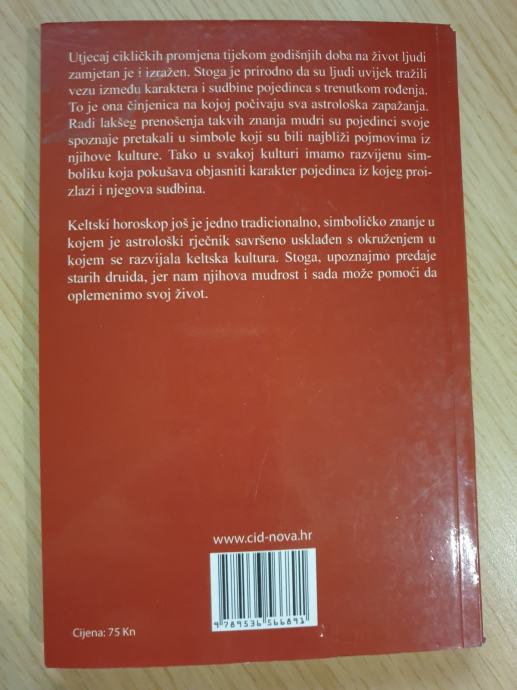 Utjecaj cikličkih promjena tijekom godišnjih doba na život ljudi
zamjetan je i izražen. Stoga je prirodno da su ljudi uvijek tražili
vezu između karaktera i sudbine pojedinca s trenutkom rođenja.
To je ona činjenica na kojoj počivaju sva astrološka zapažanja.
Radi lakšeg prenošenja takvih znanja mudri su pojedinci svoje
spoznaje pretakali u simbole koji su bili najbliži pojmovima iz
njihove kulture. Tako u svakoj kulturi imamo razvijenu sim-
boliku koja pokušava objasniti karakter pojedinca iz kojeg proi-
zlazi i njegova sudbina.
Keltski horoskop još je jedno tradicionalno, simboličko znanje u
kojem je astrološki rječnik savršeno usklađen s okruženjem u
kojem se razvijala keltska kultura. Stoga, upoznajmo predaje
starih druida, jer nam njihova mudrost i sada može pomoći da
oplemenimo svoj život.
www.cid-nova.hr
9 789536 566891
Cijena: 75 Kn